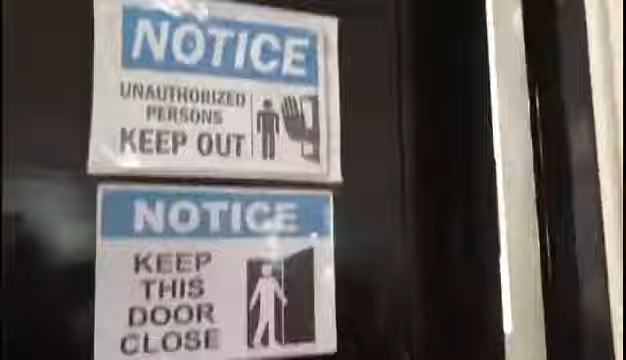 NOTICE
UNAUTHORIZED
PERSONS
KEEP OUT
NOTICE
KEEP
THIS
DOOR
CLOSE